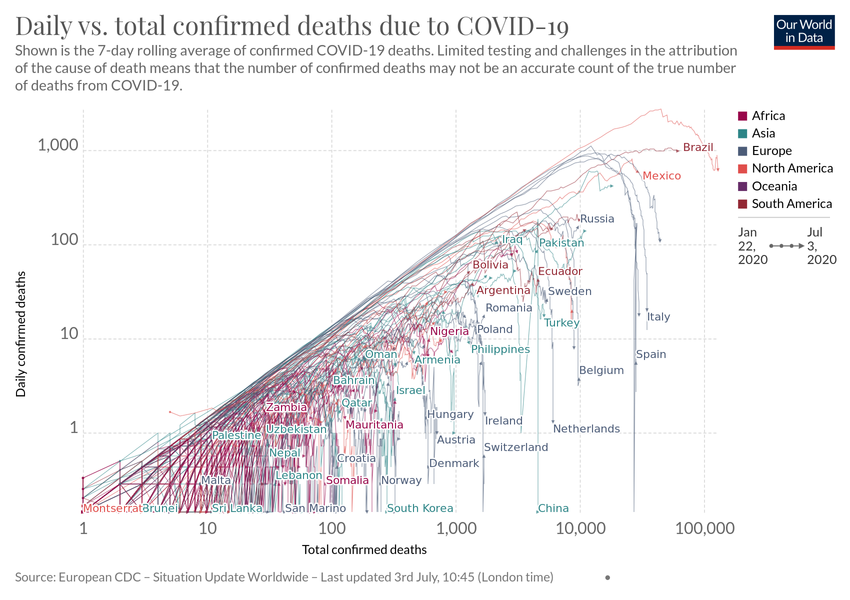 Daily vs. total confirmed deaths due to COVID-19
Our World
in Data
Shown is the 7-day rolling average of confirmed COVID-19 deaths. Limited testing and challenges in the attribution
of the cause of death means that the number of confirmed deaths may not be an accurate count of the true number
of deaths from COVID-19.
Africa
Asia
Europe
North America
Oceania
South America
Jan
22,
2020
Jul
3,
2020
Daily confirmed deaths
1,000
100
10
1
Brazil
Mexico
Russia
Iraq
Pakistan
Bolivia
Ecuador
Argentina
Sweden
Romania
Italy
Turkey
Nigeria
Poland
Philippines
Oman
Armenia
Spain
Belgium
Bahrain
Israel
Qatar
Zambia
Hungary
Ireland
Mauritania
Netherlands
Palestine
Uzbekistan
Austria
Switzerland
Nepal
Croatia
Denmark
Lebanon
Malta
Somalia
Norway
Montserrat
Brunei
Sri Lanka
San Marino
South Korea
China
1
10
100
1,000
10,000
100,000
Total confirmed deaths
Source: European CDC – Situation Update Worldwide – Last updated 3rd July, 10:45 (London time)